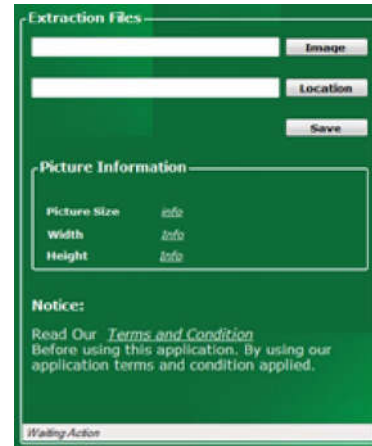 Extraction Files
Image
Location
Save
Picture Information
Picture Size info
Width Info
Height Info
Notice:
Read Our Terms and Condition
Before using this application. By using our
application terms and condition applied.
Waiting Action